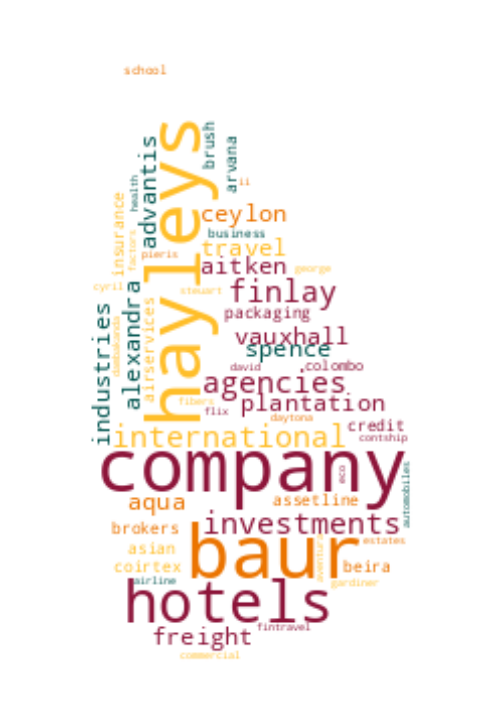 school
hayleys
advantis
brush
arvana
health
ii
insurance
ceylon
business
travel
factors
pieris
aitken
george
cyril
steuart
finlay
alexandra
airservices
packaging
industries
dambakanda
vauxhall
spence
david
.colombo
agencies
fibers
flix
plantation
daytona
credit
international
contship
company
eco
automobiles
aqua
assetline
investments
brokers
baur
estates
asian
aventura
coirtex
beira
airline
gardiner
hotels
freight
fintravel
commercial